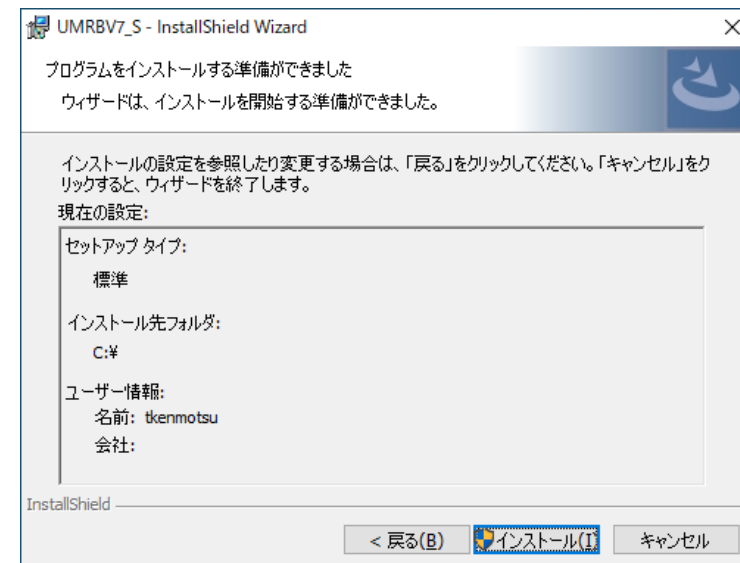 UMRBV7_S - InstallShield Wizard
プログラムをインストールする準備ができました
ウィザードは、インストールを開始する準備ができました。
インストールの設定を参照したり変更する場合は、「戻る」をクリックしてください。「キャンセル」をク
リックすると、ウィザードを終了します。
現在の設定:
セットアップ タイプ:
標準
インストール先フォルダ:
C:¥
ユーザー情報:
名前: tkenmotsu
会社:
InstallShield
< 戻る(B) インストール(I) キャンセル